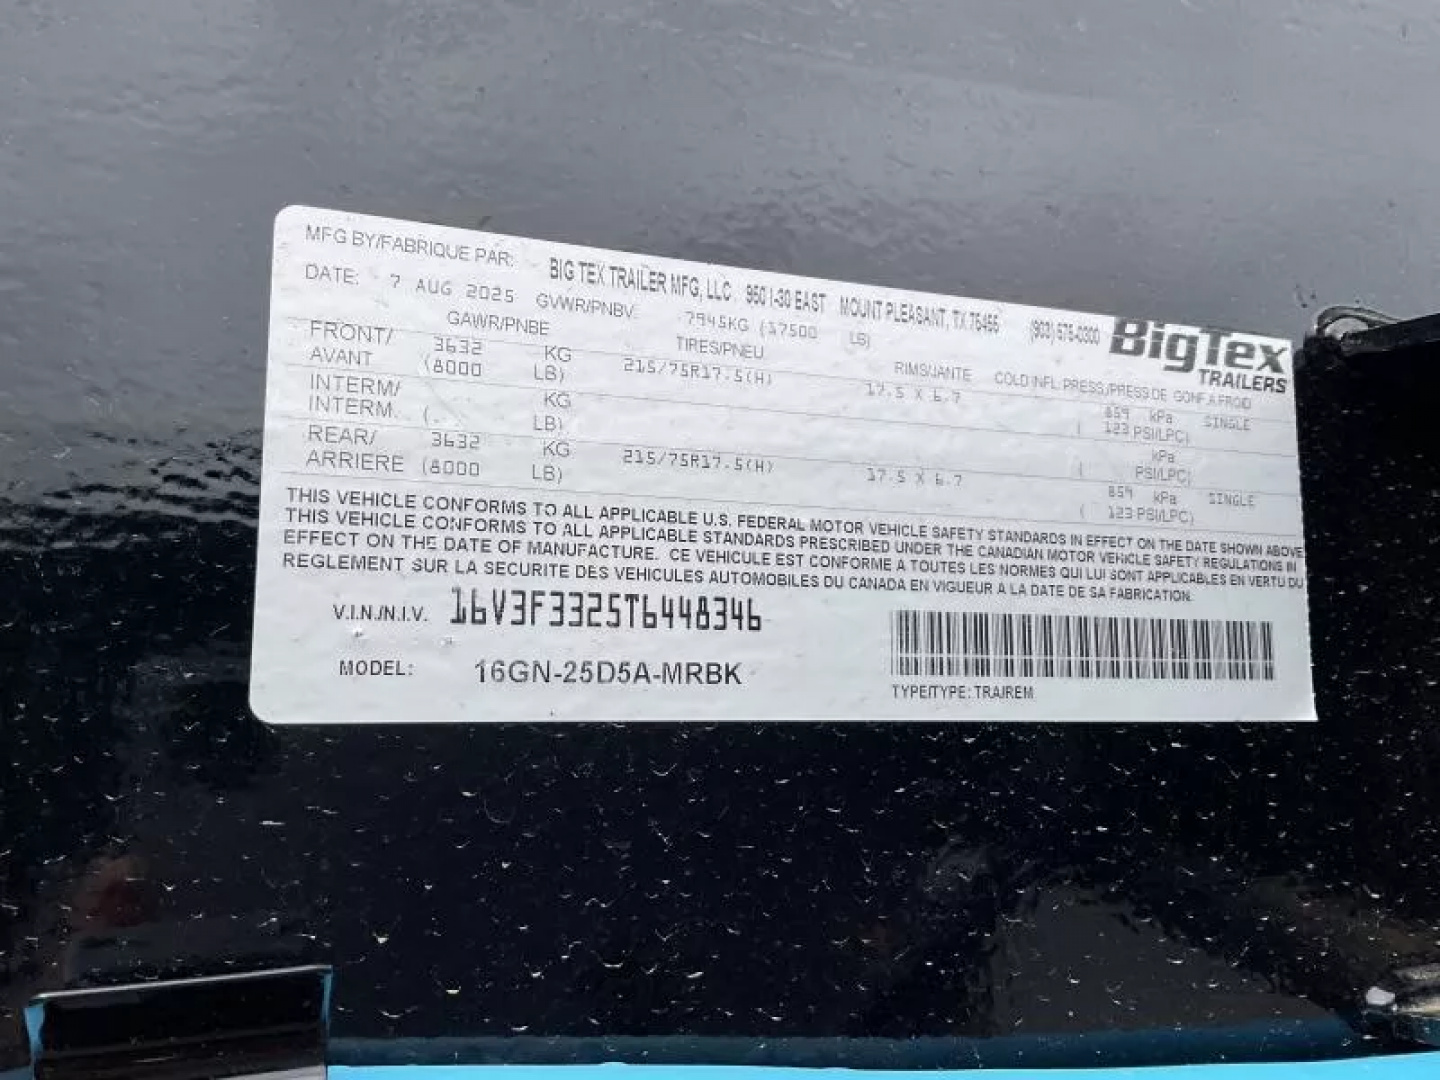 MFG BY/FABRIQUE PAR: BIG TEX TRAILER MFG, LLC 950 I-30 EAST MOUNT PLEASANT, TX 75455 (903) 575-0300
BigTex
TRAILERS
DATE: 7 AUG 2025 GVWR/PNBV: 7945KG (17500 LB)
GAWR/PNBE TIRES/PNEU RIMS/JANTE COLD INFL PRESS/PRESS DE GONF A FROID
FRONT/ 3632 KG 215/75R17.5(H) 17.5 X 6.7 859 kPa SINGLE
AVANT (8000 LB) ( 123 PSI/LPC)
INTERM/ KG kPa
INTERM. ( LB) ( PSI/LPC)
REAR/ 3632 KG 215/75R17.5(H) 17.5 X 6.7 859 kPa SINGLE
ARRIERE (8000 LB) ( 123 PSI/LPC)
THIS VEHICLE CONFORMS TO ALL APPLICABLE U.S. FEDERAL MOTOR VEHICLE SAFETY STANDARDS IN EFFECT ON THE DATE SHOWN ABOVE
THIS VEHICLE CONFORMS TO ALL APPLICABLE STANDARDS PRESCRIBED UNDER THE CANADIAN MOTOR VEHICLE SAFETY REGULATIONS IN
EFFECT ON THE DATE OF MANUFACTURE. CE VEHICULE EST CONFORME A TOUTES LES NORMES QUI LUI SONT APPLICABLES EN VERTU DU
REGLEMENT SUR LA SECURITE DES VEHICULES AUTOMOBILES DU CANADA EN VIGUEUR A LA DATE DE SA FABRICATION.
V.I.N./N.I.V. 16V3F3325T6448346
MODEL: 16GN-25D5A-MRBK
TYPE/TYPE: TRA/REM